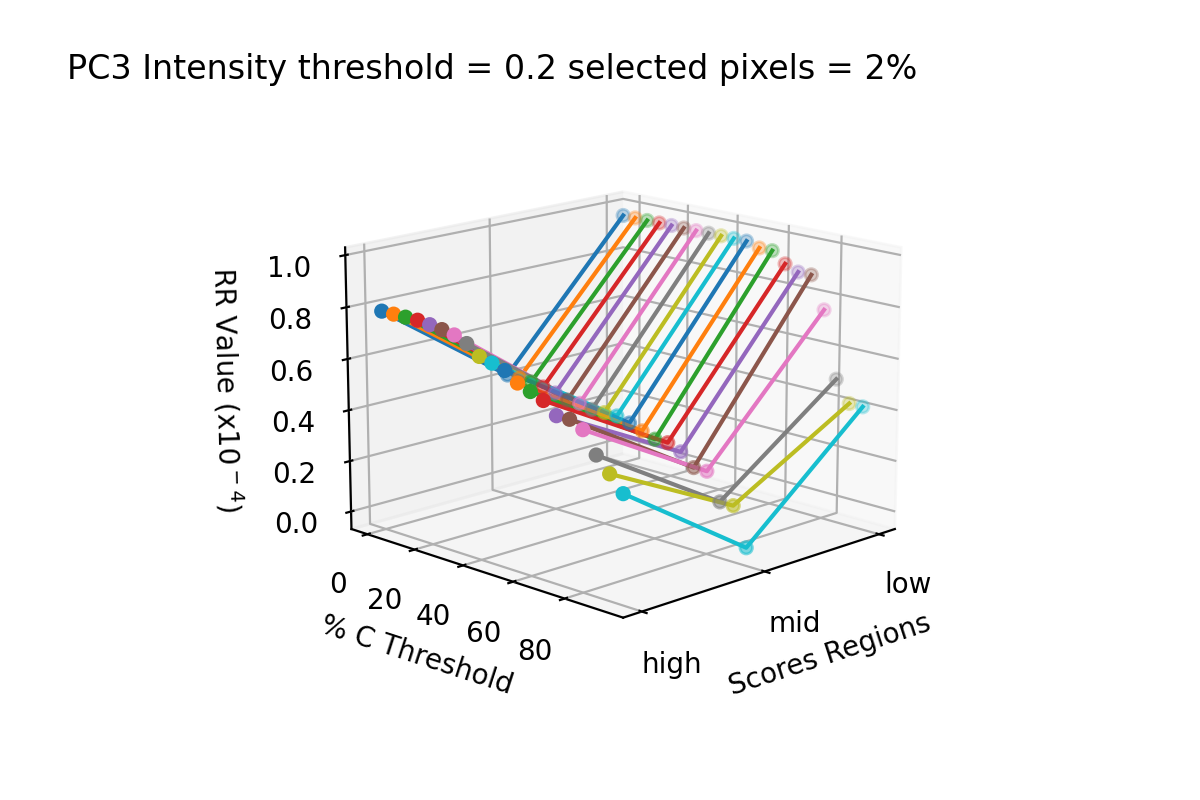 PC3 Intensity threshold = 0.2 selected pixels = 2%
RR Value (x10⁻⁴)
1.0
0.8
0.6
0.4
0.2
0.0
0
20
40
60
80
% C Threshold
high
mid
low
Scores Regions